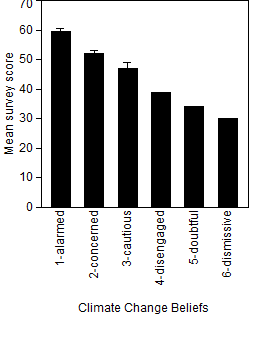 70
60
50
40
30
20
10
0
Mean survey score
1-alarmed
2-concerned
3-cautious
4-disengaged
5-doubtful
6-dismissive
Climate Change Beliefs